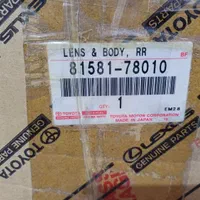 LENS & BODY, RR
81581-78010
QTY.
1
TOYOTA MOTOR CORPORATION
MADE IN JAPAN
TOYOTA
GENUINE PARTS
LEXUS
GENUINE PARTS